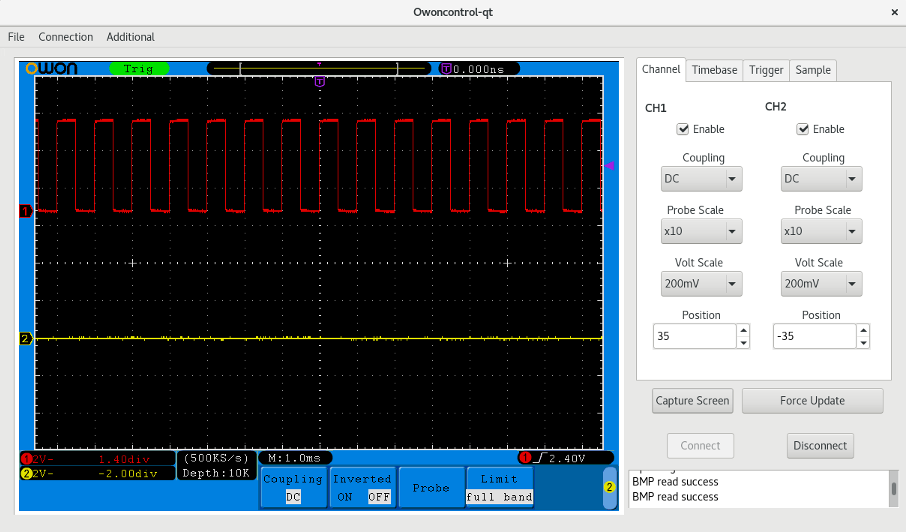 Owoncontrol-qt
File Connection Additional
OWON Trig T 0.000ns
T
1
2
1 2V- 1.40div (500KS/s) M:1.0ms 1 2.40V
2 2V- -2.00div Depth:10K
Coupling Inverted Probe Limit
DC ON OFF full band 2
Channel Timebase Trigger Sample
CH1 CH2
Enable Enable
Coupling Coupling
DC DC
Probe Scale Probe Scale
x10 x10
Volt Scale Volt Scale
200mV 200mV
Position Position
35 -35
Capture Screen Force Update
Connect Disconnect
BMP read success
BMP read success